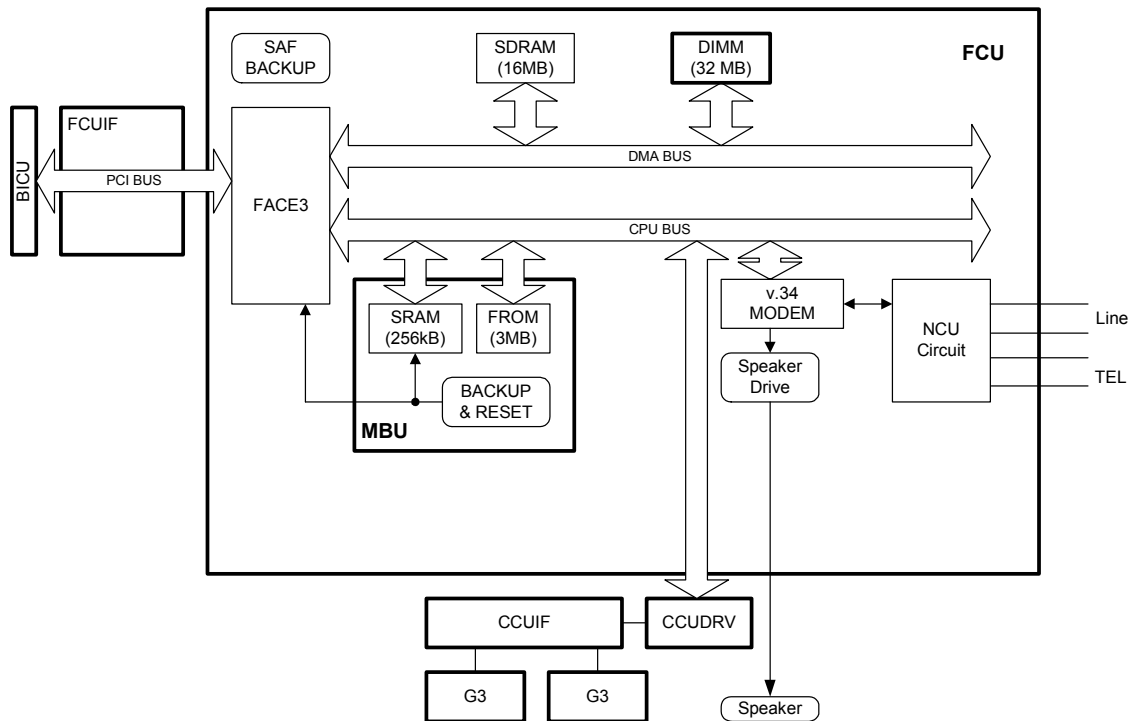 SAF
BACKUP
SDRAM
(16MB)
DIMM
(32 MB)
FCU
FCUIF
BICU
PCI BUS
FACE3
DMA BUS
CPU BUS
SRAM
(256kB)
FROM
(3MB)
BACKUP
& RESET
MBU
v.34
MODEM
Speaker
Drive
NCU
Circuit
Line
TEL
CCUIF
CCUDRV
G3
G3
Speaker